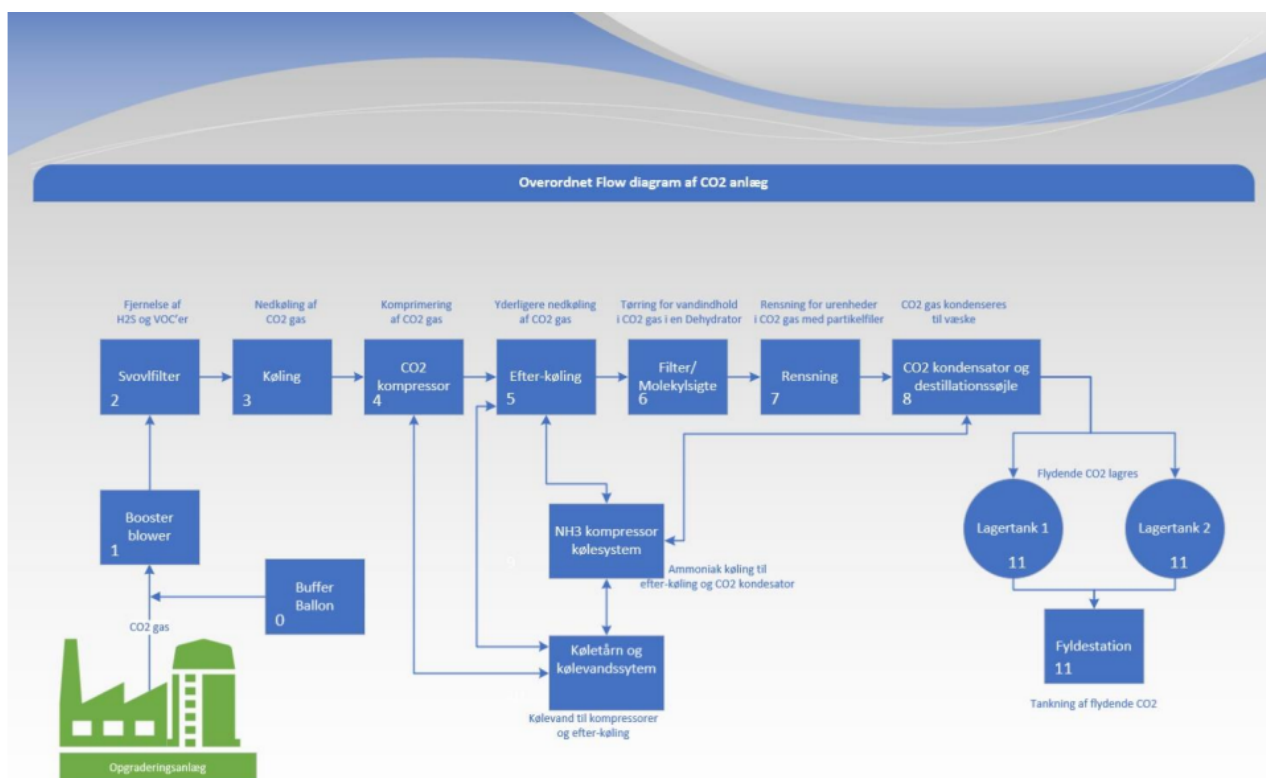 Overordnet Flow diagram af CO2 anlæg
Fjernelse af
H2S og VOC'er
Nedkøling af
CO2 gas
Komprimering
af CO2 gas
Yderligere nedkøling
af CO2 gas
Tørring for vandindhold
i CO2 gas i en Dehydrator
Rensning for urenheder
i CO2 gas med partikelfiler
CO2 gas kondenseres
til væske
Svovlfilter
2
Køling
3
CO2
kompressor
4
Efter-køling
5
Filter/
Molekylsigte
6
Rensning
7
CO2 kondensator og
destillationssøjle
8
Flydende CO2 lagres
Booster
blower
1
NH3 kompressor
kølesystem
Lagertank 1
11
Lagertank 2
11
Ammoniak køling til
efter-køling og CO2 kondesator
Buffer
Ballon
0
CO2 gas
Køletårn og
kølevandssytem
Fyldestation
11
Tankning af flydende CO2
Kølevand til kompressorer
og efter-køling
Opgraderingsanlæg